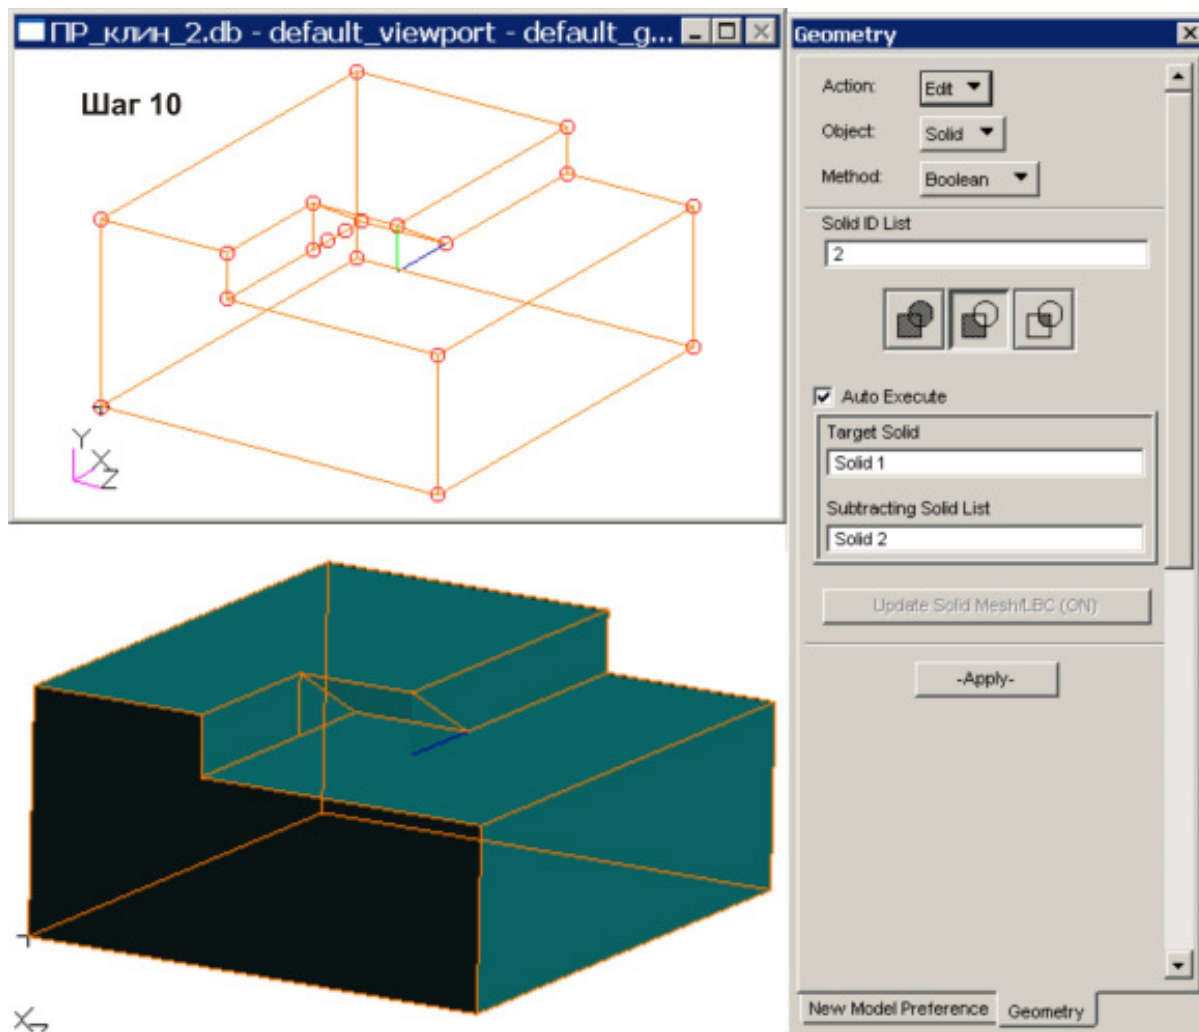 ПР_клин_2.db - default_viewport - default_g...
Шаг 10
Y
X
Z
X
Z
Geometry
Action: Edit
Object: Solid
Method: Boolean
Solid ID List
2
Auto Execute
Target Solid
Solid 1
Subtracting Solid List
Solid 2
Update Solid Mesh/LBC (ON)
-Apply-
New Model Preference Geometry